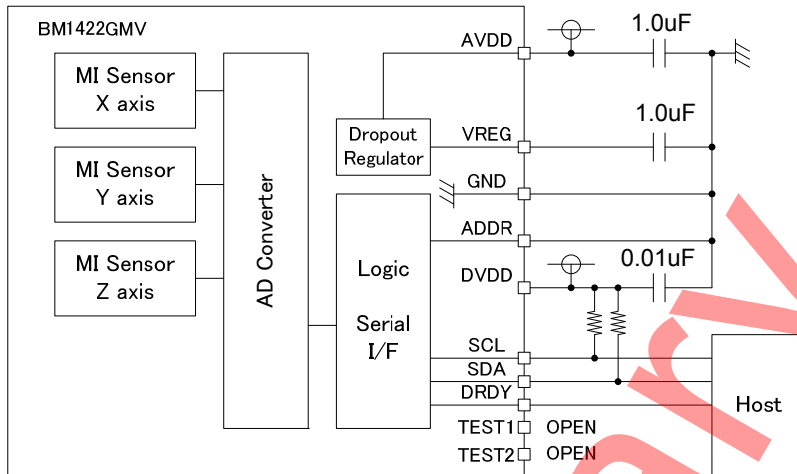 BM1422GMV
MI Sensor
X axis
MI Sensor
Y axis
MI Sensor
Z axis
AD Converter
Dropout
Regulator
Logic
Serial
I/F
AVDD
VREG
GND
ADDR
DVDD
SCL
SDA
DRDY
TEST1
OPEN
TEST2
OPEN
1.0uF
1.0uF
0.01uF
Host